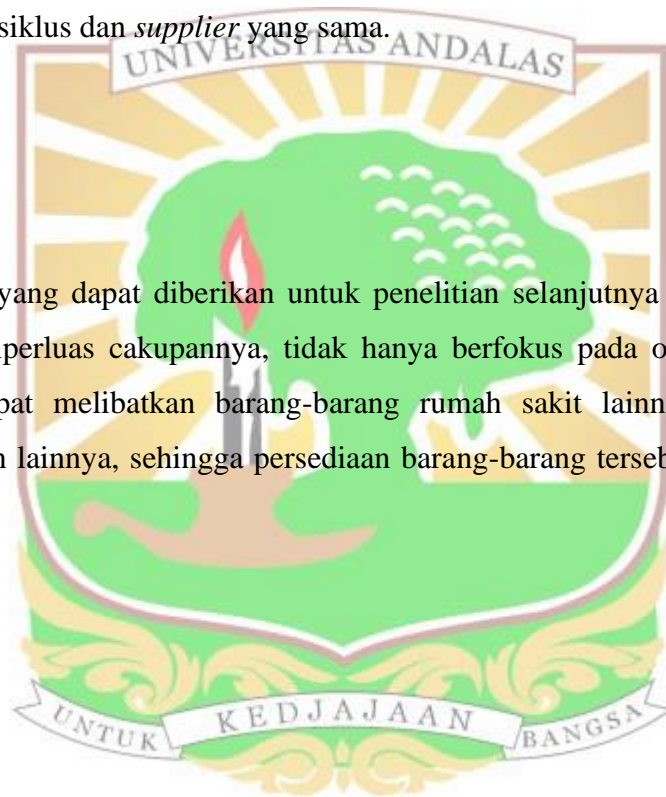 siklus dan supplier yang sama.
UNIVERSITAS ANDALAS
yang dapat diberikan untuk penelitian selanjutnya
perluas cakupannya, tidak hanya berfokus pada
pat melibatkan barang-barang rumah sakit lainn
lainnya, sehingga persediaan barang-barang terseb
UNTUK KEDJAJAAN BANGSA